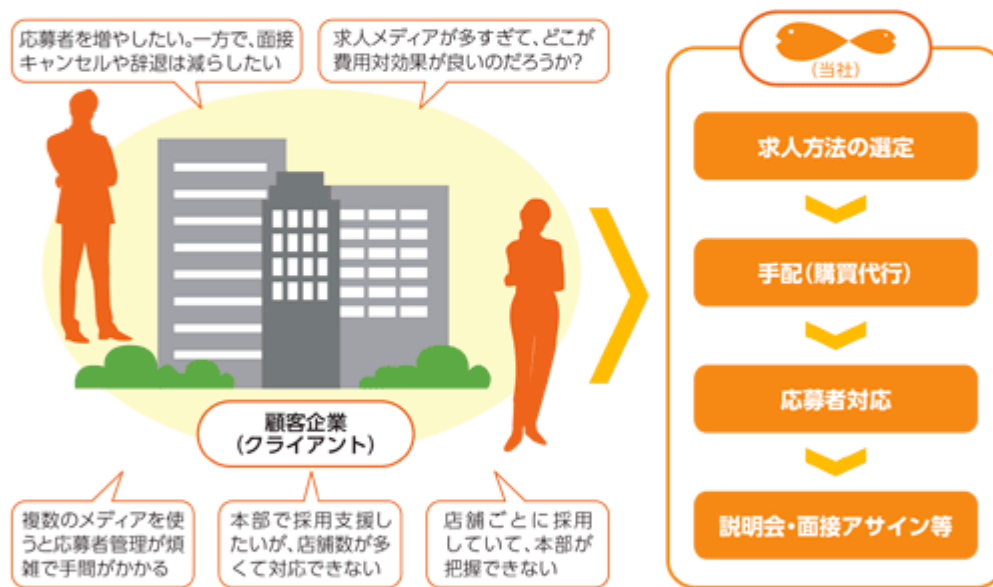 応募者を増やしたい。一方で、面接
キャンセルや辞退は減らしたい
求人メディアが多すぎて、どこが
費用対効果が良いのだろうか?
顧客企業
(クライアント)
複数のメディアを使
うと応募者管理が煩
雑で手間がかかる
本部で採用支援し
たいが、店舗数が多
くて対応できない
店舗ごとに採用
していて、本部が
把握できない
(当社)
求人方法の選定
手配(購買代行)
応募者対応
説明会・面接アサイン等